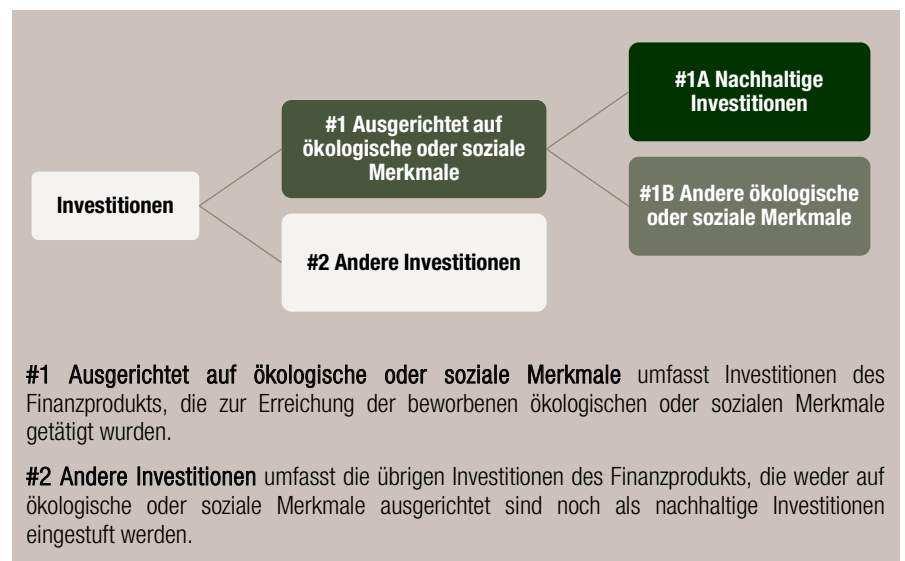 #1A Nachhaltige
Investitionen
#1 Ausgerichtet auf
ökologische oder soziale
Merkmale
#1B Andere ökologische
oder soziale Merkmale
Investitionen
#2 Andere Investitionen
#1 Ausgerichtet auf ökologische oder soziale Merkmale umfasst Investitionen des
Finanzprodukts, die zur Erreichung der beworbenen ökologischen oder sozialen Merkmale
getätigt wurden.
#2 Andere Investitionen umfasst die übrigen Investitionen des Finanzprodukts, die weder auf
ökologische oder soziale Merkmale ausgerichtet sind noch als nachhaltige Investitionen
eingestuft werden.